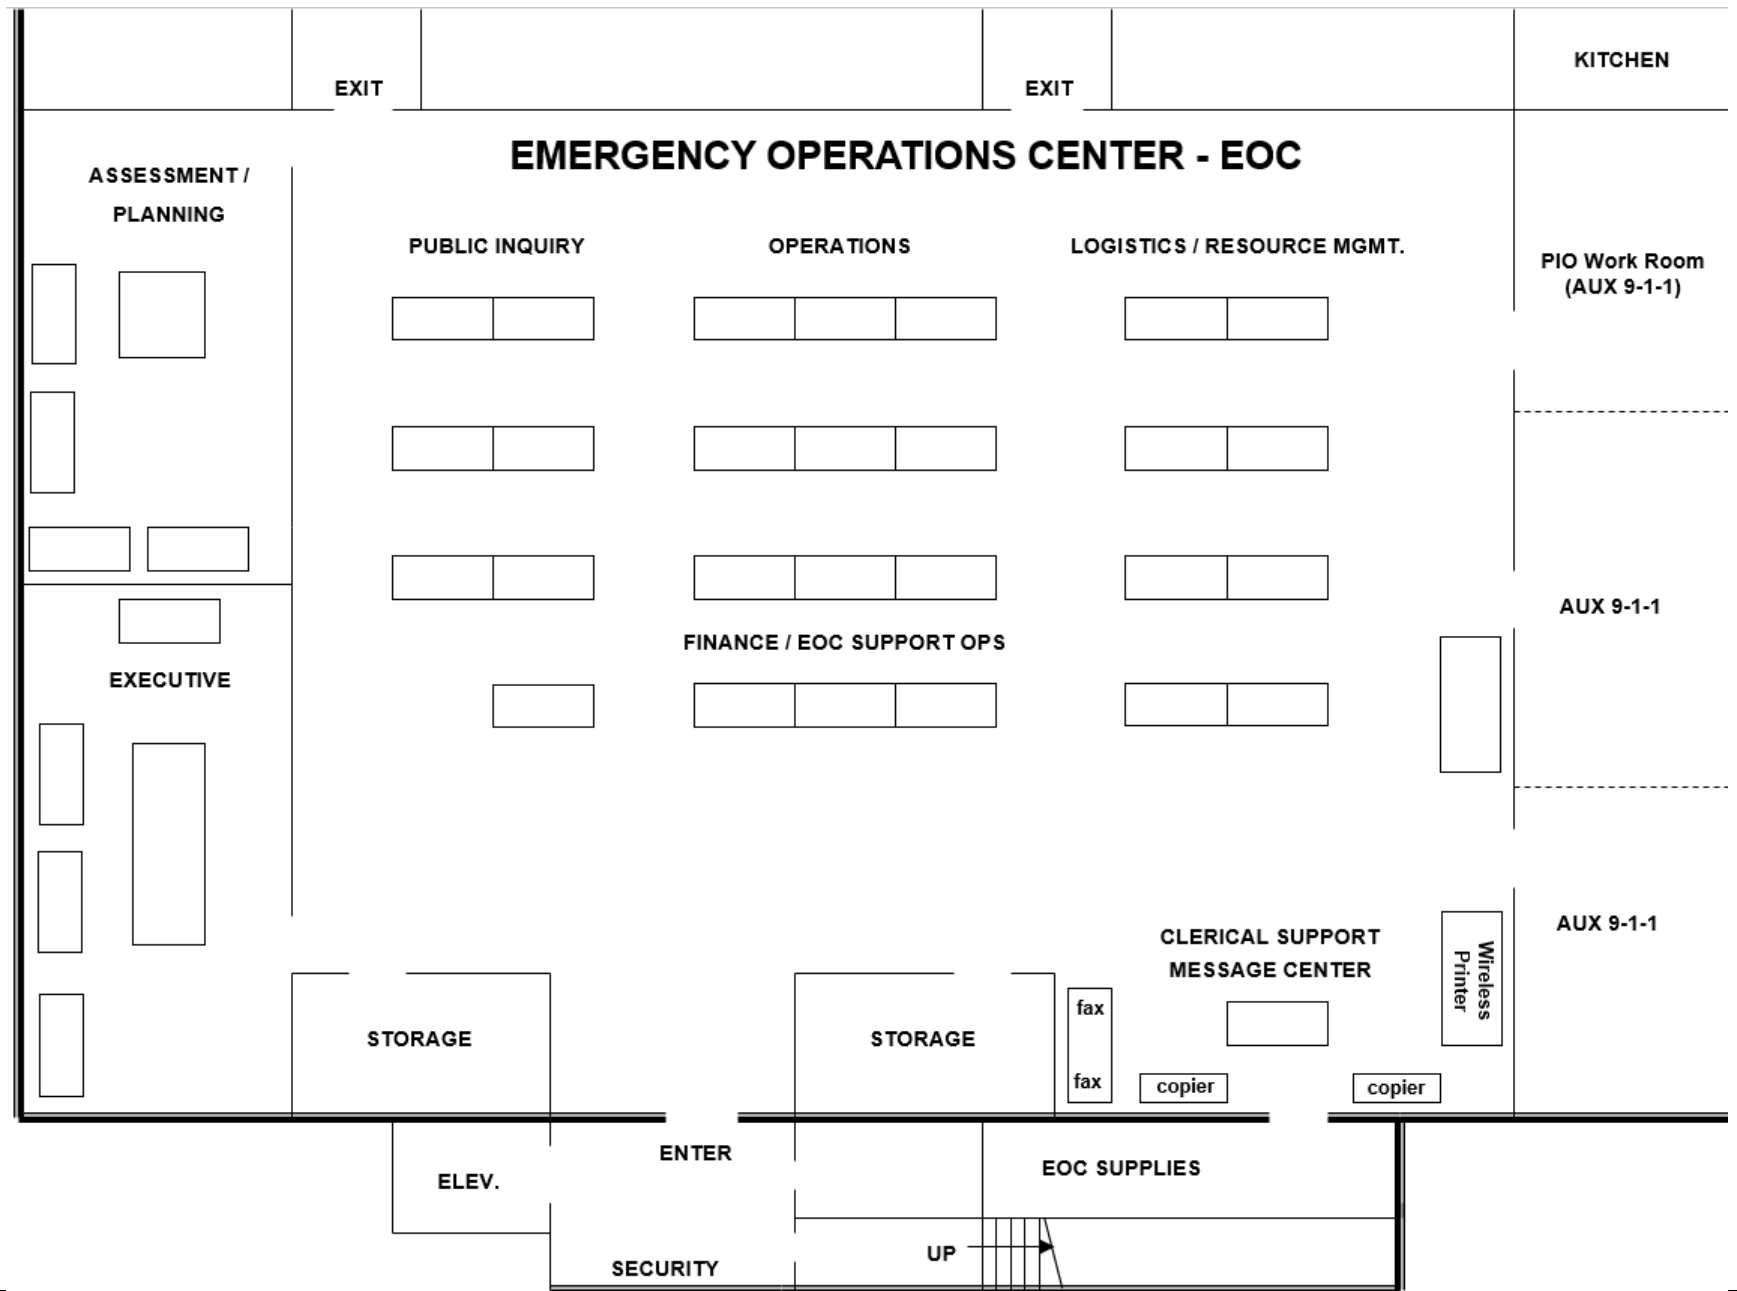 KITCHEN
EXIT
EXIT
EMERGENCY OPERATIONS CENTER - EOC
ASSESSMENT /
PLANNING
PUBLIC INQUIRY
OPERATIONS
LOGISTICS / RESOURCE MGMT.
PIO Work Room
(AUX 9-1-1)
AUX 9-1-1
FINANCE / EOC SUPPORT OPS
EXECUTIVE
AUX 9-1-1
CLERICAL SUPPORT
MESSAGE CENTER
Wireless
Printer
fax
STORAGE
STORAGE
fax
copier
copier
ENTER
EOC SUPPLIES
ELEV.
UP
SECURITY